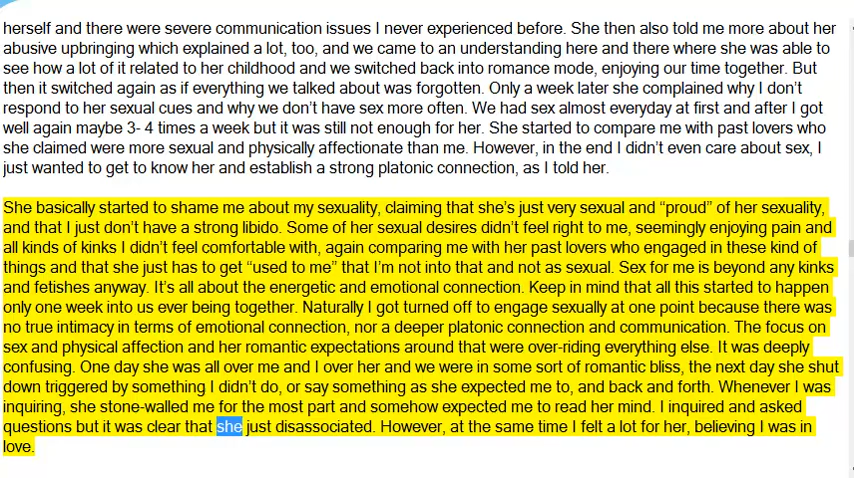 herself and there were severe communication issues I never experienced before. She then also told me more about her
abusive upbringing which explained a lot, too, and we came to an understanding here and there where she was able to
see how a lot of it related to her childhood and we switched back into romance mode, enjoying our time together. But
then it switched again as if everything we talked about was forgotten. Only a week later she complained why I don’t
respond to her sexual cues and why we don’t have sex more often. We had sex almost everyday at first and after I got
well again maybe 3- 4 times a week but it was still not enough for her. She started to compare me with past lovers who
she claimed were more sexual and physically affectionate than me. However, in the end I didn’t even care about sex, I
just wanted to get to know her and establish a strong platonic connection, as I told her.
She basically started to shame me about my sexuality, claiming that she’s just very sexual and “proud” of her sexuality,
and that I just don’t have a strong libido. Some of her sexual desires didn’t feel right to me, seemingly enjoying pain and
all kinds of kinks I didn’t feel comfortable with, again comparing me with her past lovers who engaged in these kind of
things and that she just has to get “used to me” that I’m not into that and not as sexual. Sex for me is beyond any kinks
and fetishes anyway. It’s all about the energetic and emotional connection. Keep in mind that all this started to happen
only one week into us ever being together. Naturally I got turned off to engage sexually at one point because there was
no true intimacy in terms of emotional connection, nor a deeper platonic connection and communication. The focus on
sex and physical affection and her romantic expectations around that were over-riding everything else. It was deeply
confusing. One day she was all over me and I over her and we were in some sort of romantic bliss, the next day she shut
down triggered by something I didn’t do, or say something as she expected me to, and back and forth. Whenever I was
inquiring, she stone-walled me for the most part and somehow expected me to read her mind. I inquired and asked
questions but it was clear that she just disassociated. However, at the same time I felt a lot for her, believing I was in
love.